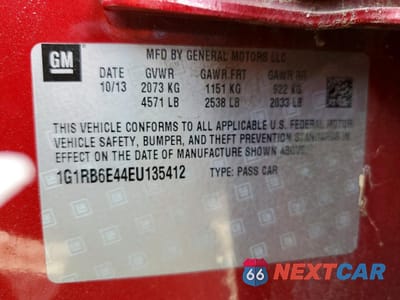 GM
MFD BY GENERAL MOTORS LLC
DATE GVWR GAWR FRT GAWR RR
10/13 2073 KG 1151 KG 922 KG
4571 LB 2538 LB 2033 LB
THIS VEHICLE CONFORMS TO ALL APPLICABLE U.S. FEDERAL MOTOR
VEHICLE SAFETY, BUMPER, AND THEFT PREVENTION STANDARDS IN
EFFECT ON THE DATE OF MANUFACTURE SHOWN ABOVE.
1G1RB6E44EU135412 TYPE: PASS CAR
66 NEXTCAR